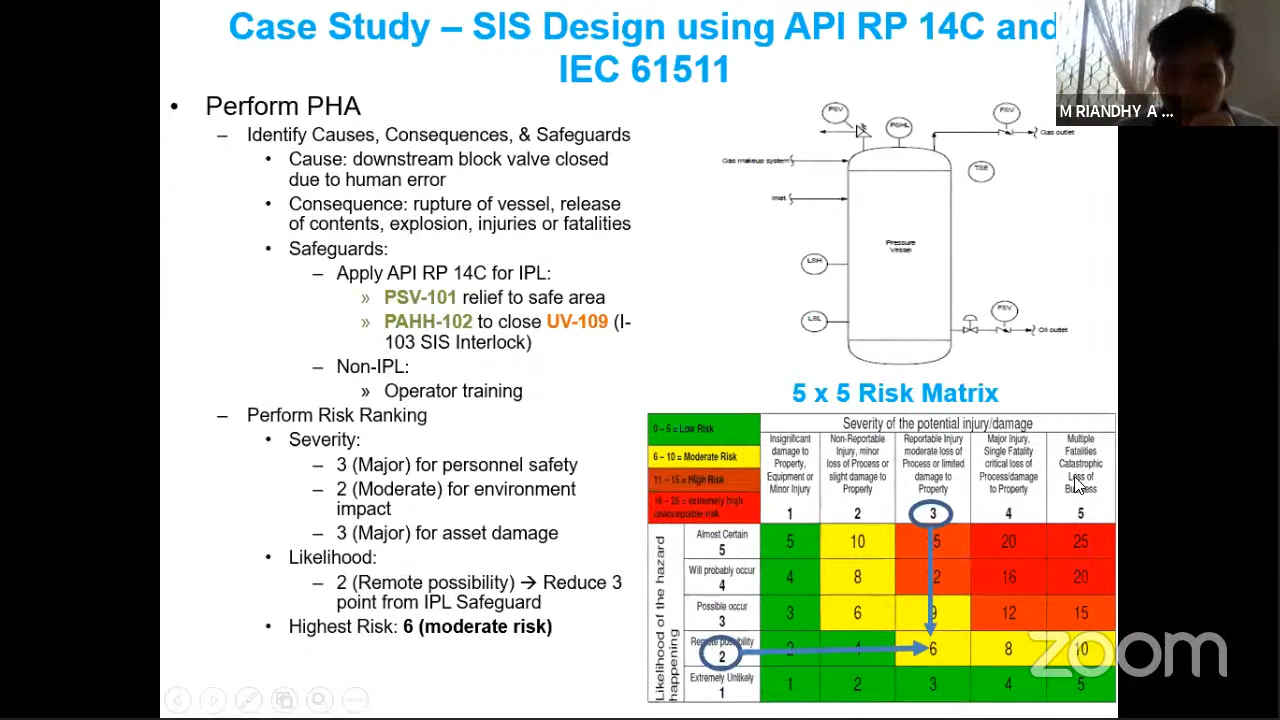 Case Study – SIS Design using API RP 14C and
IEC 61511
• Perform PHA
– Identify Causes, Consequences, & Safeguards
• Cause: downstream block valve closed
due to human error
• Consequence: rupture of vessel, release
of contents, explosion, injuries or fatalities
• Safeguards:
– Apply API RP 14C for IPL:
» PSV-101 relief to safe area
» PAHH-102 to close UV-109 (I-
103 SIS Interlock)
– Non-IPL:
» Operator training
– Perform Risk Ranking
• Severity:
– 3 (Major) for personnel safety
– 2 (Moderate) for environment
impact
– 3 (Major) for asset damage
• Likelihood:
– 2 (Remote possibility) → Reduce 3
point from IPL Safeguard
• Highest Risk: 6 (moderate risk)
M RIANDHY A ...
PSV
PSHL
FSV
Gas outlet
Gas makeup system
TSE
Inlet
Pressure
Vessel
LSH
LSL
FSV
Oil outlet
5 x 5 Risk Matrix
0 – 5 = Low Risk
6 – 10 = Moderate Risk
11 – 15 = High Risk
16 – 25 = extremely high
unacceptable risk
Severity of the potential injury/damage
Insignificant
damage to
Property,
Equipment or
Minor Injury
1
Non-Reportable
Injury, minor
loss of Process or
slight damage to
Property
2
Reportable Injury
moderate loss of
Process or limited
damage to
Property
3
Major Injury,
Single Fatality
critical loss of
Process/damage
to Property
4
Multiple
Fatalities
Catastrophic
Loss of
Business
5
Likelihood of the hazard
happening
Almost Certain
5
5 10 15 20 25
Will probably occur
4
4 8 12 16 20
Possible occur
3
3 6 9 12 15
Remote possibility
2
2 4 6 8 10
Extremely Unlikely
1
1 2 3 4 5
zoom